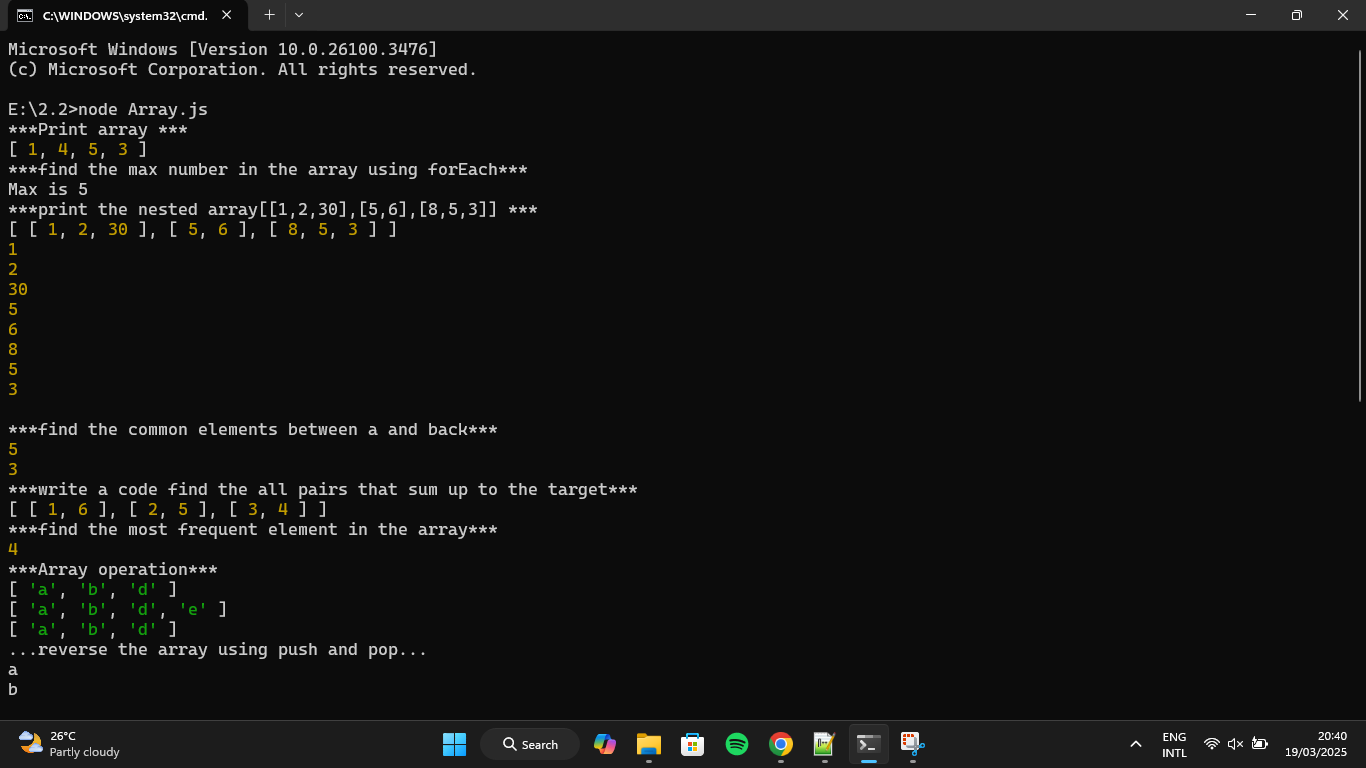 C:\WINDOWS\system32\cmd.
Microsoft Windows [Version 10.0.26100.3476]
(c) Microsoft Corporation. All rights reserved.
E:\2.2>node Array.js
***Print array ***
[ 1, 4, 5, 3 ]
***find the max number in the array using forEach***
Max is 5
***print the nested array[[1,2,30],[5,6],[8,5,3]] ***
[ [ 1, 2, 30 ], [ 5, 6 ], [ 8, 5, 3 ] ]
1
2
30
5
6
8
5
3
***find the common elements between a and back***
5
3
***write a code find the all pairs that sum up to the target***
[ [ 1, 6 ], [ 2, 5 ], [ 3, 4 ] ]
***find the most frequent element in the array***
4
***Array operation***
[ 'a', 'b', 'd' ]
[ 'a', 'b', 'd', 'e' ]
[ 'a', 'b', 'd' ]
...reverse the array using push and pop...
a
b
26°C
Partly cloudy
Search
ENG
INTL
20:40
19/03/2025